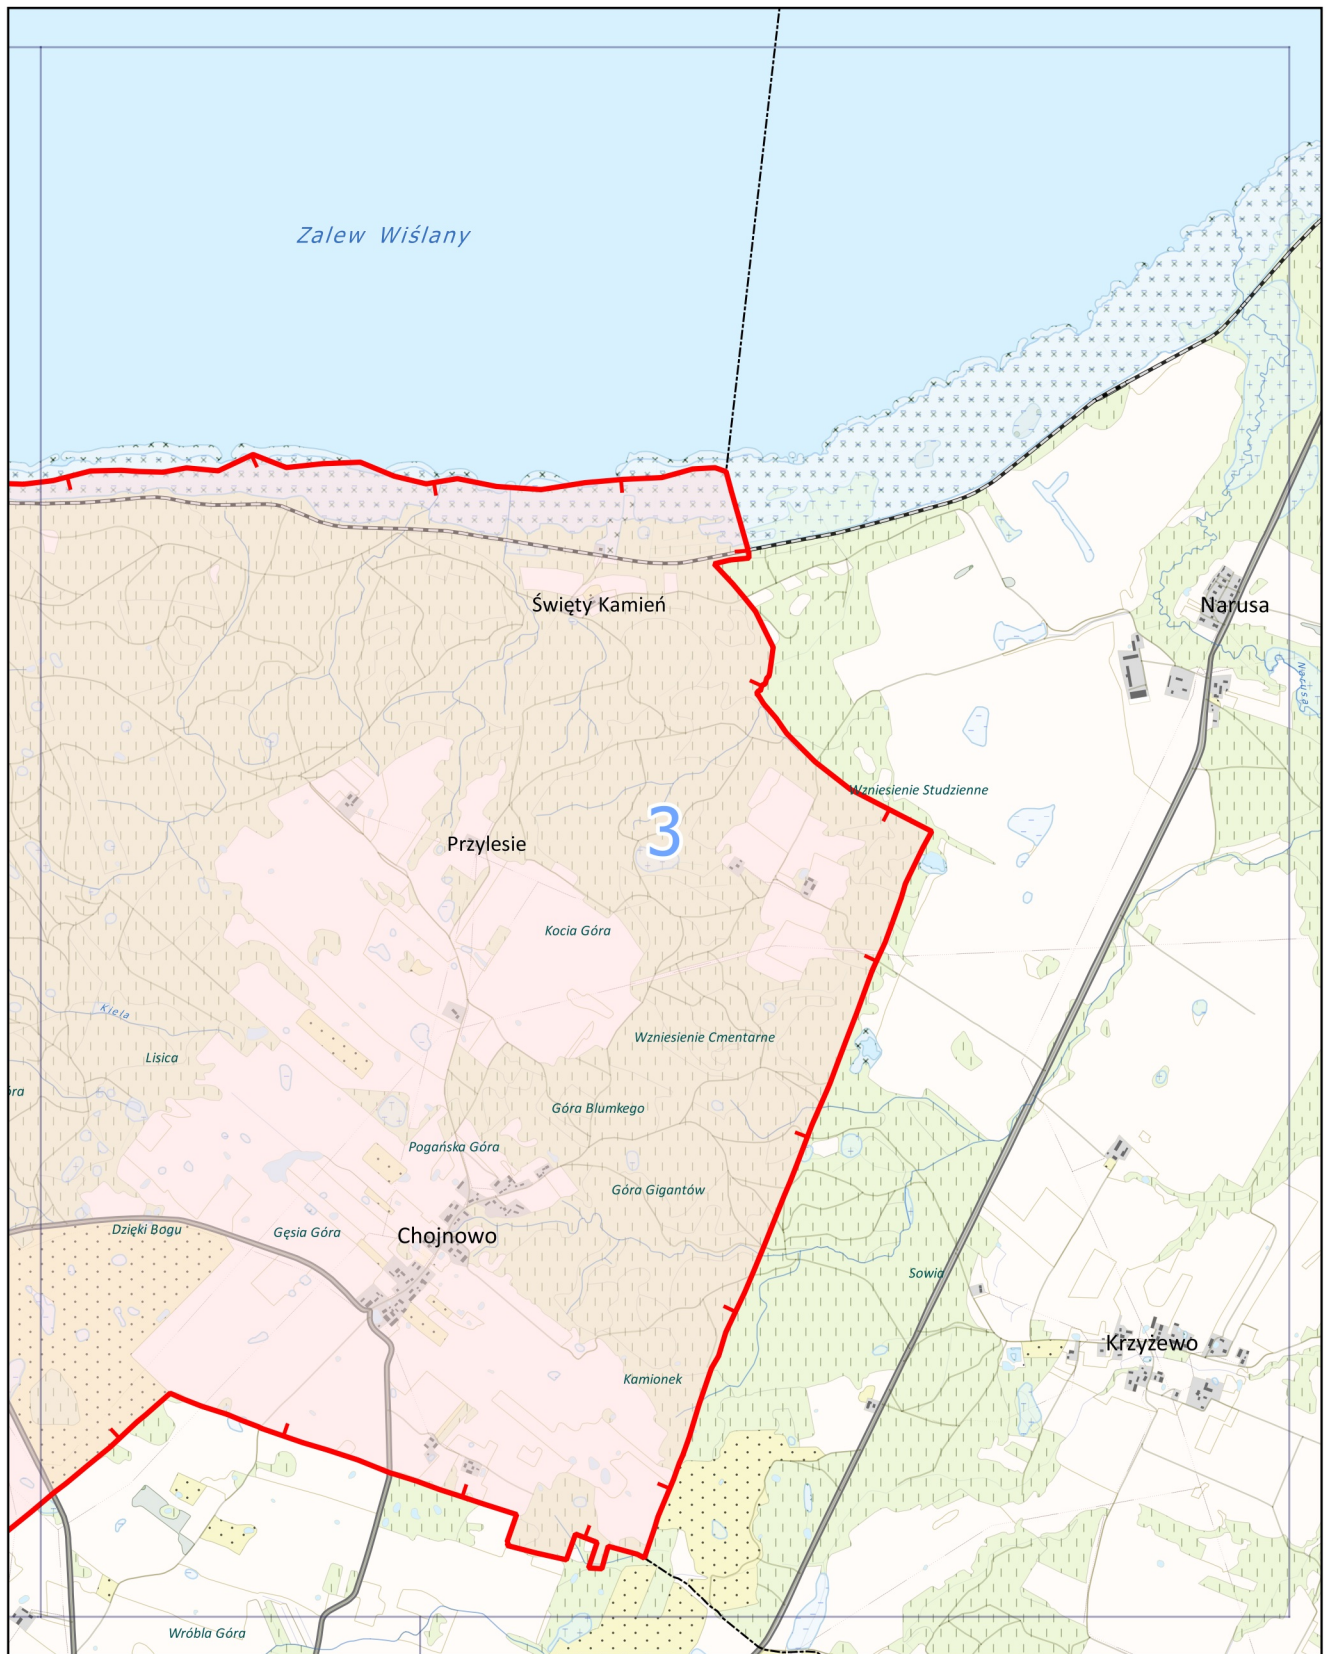 Zalew Wiślany
Święty Kamień
Narusa
Narusa
Wzniesienie Studzienne
3
Przylesie
Kocia Góra
Kiela
Wzniesienie Cmentarne
Lisica
óra
Góra Blumkego
Pogańska Góra
Góra Gigantów
Dzięki Bogu
Gęsia Góra
Chojnowo
Sowia
Krzyżewo
Kamionek
Wróbla Góra